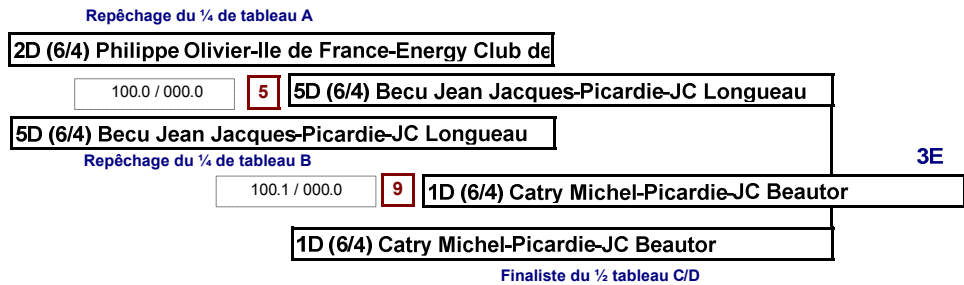 Repêchage du ¼ de tableau A
2D (6/4) Philippe Olivier-Ile de France-Energy Club de
100.0 / 000.0 5 5D (6/4) Becu Jean Jacques-Picardie-JC Longueau
5D (6/4) Becu Jean Jacques-Picardie-JC Longueau
Repêchage du ¼ de tableau B
3E
100.1 / 000.0 9 1D (6/4) Catry Michel-Picardie-JC Beautor
1D (6/4) Catry Michel-Picardie-JC Beautor
Finaliste du ½ tableau C/D